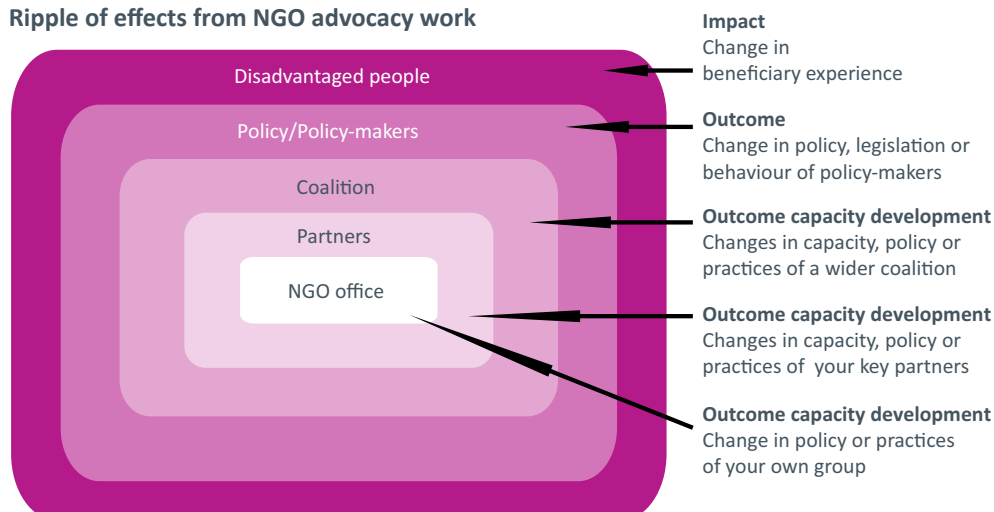 Ripple of effects from NGO advocacy work
Disadvantaged people
Policy/Policy-makers
Coalition
Partners
NGO office
Impact
Change in
beneficiary experience
Outcome
Change in policy, legislation or
behaviour of policy-makers
Outcome capacity development
Changes in capacity, policy or
practices of a wider coalition
Outcome capacity development
Changes in capacity, policy or
practices of  your key partners
Outcome capacity development
Change in policy or practices
of your own group